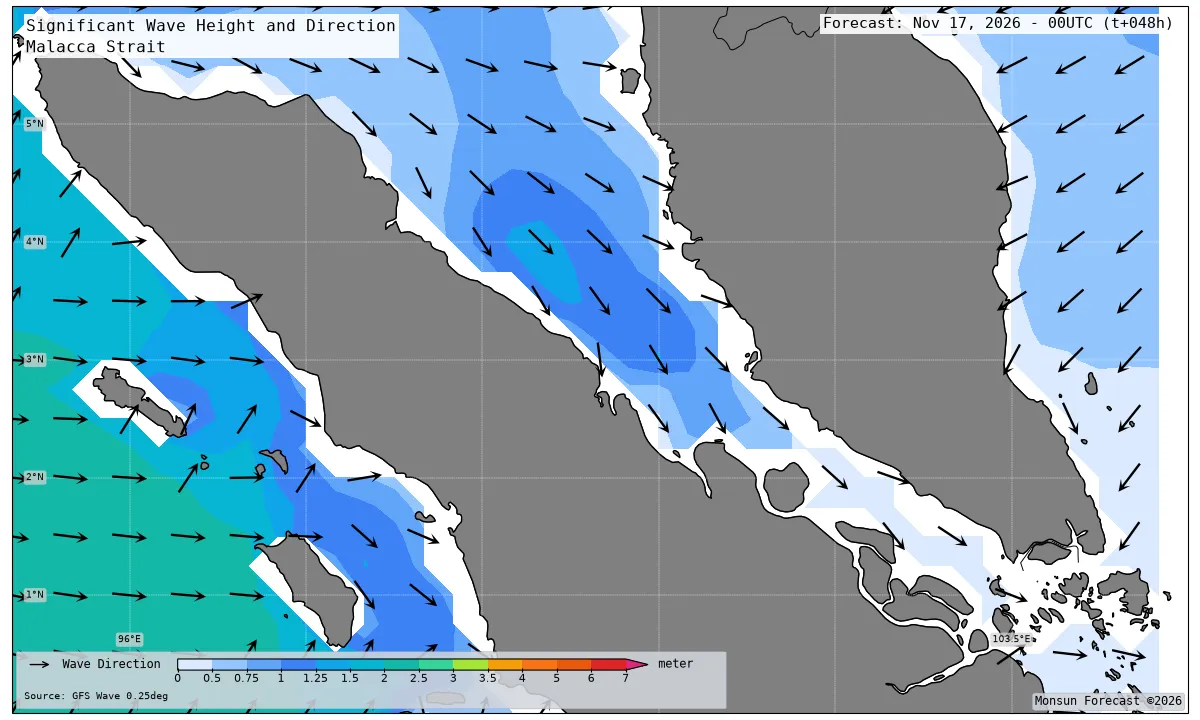 Significant Wave Height and Direction
Malacca Strait
Forecast: Nov 17, 2026 - 00UTC (t+048h)
5°N
4°N
3°N
2°N
1°N
96°E
103.5°E
Wave Direction
meter
0 0.5 0.75 1 1.25 1.5 2 2.5 3 3.5 4 5 6 7
Source: GFS Wave 0.25deg
Monsun Forecast ©2026